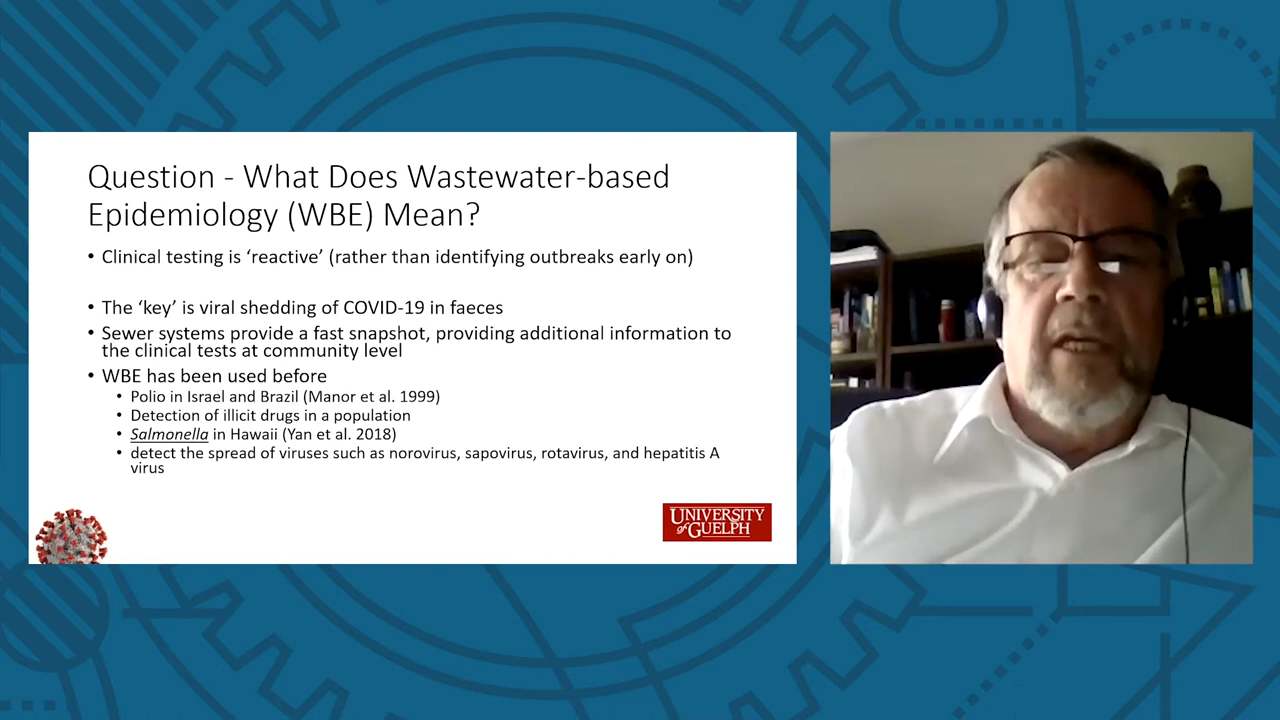 Question - What Does Wastewater-based
Epidemiology (WBE) Mean?
• Clinical testing is ‘reactive’ (rather than identifying outbreaks early on)
• The ‘key’ is viral shedding of COVID-19 in faeces
• Sewer systems provide a fast snapshot, providing additional information to
the clinical tests at community level
• WBE has been used before
• Polio in Israel and Brazil (Manor et al. 1999)
• Detection of illicit drugs in a population
• Salmonella in Hawaii (Yan et al. 2018)
• detect the spread of viruses such as norovirus, sapovirus, rotavirus, and hepatitis A
virus
UNIVERSITY
of GUELPH